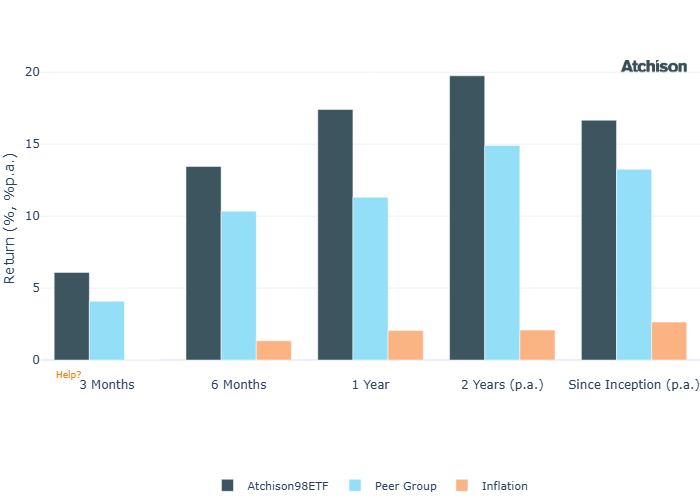 Atchison
20
15
10
5
0
Return (%, %p.a.)
Help?
3 Months
6 Months
1 Year
2 Years (p.a.)
Since Inception (p.a.)
Atchison98ETF
Peer Group
Inflation